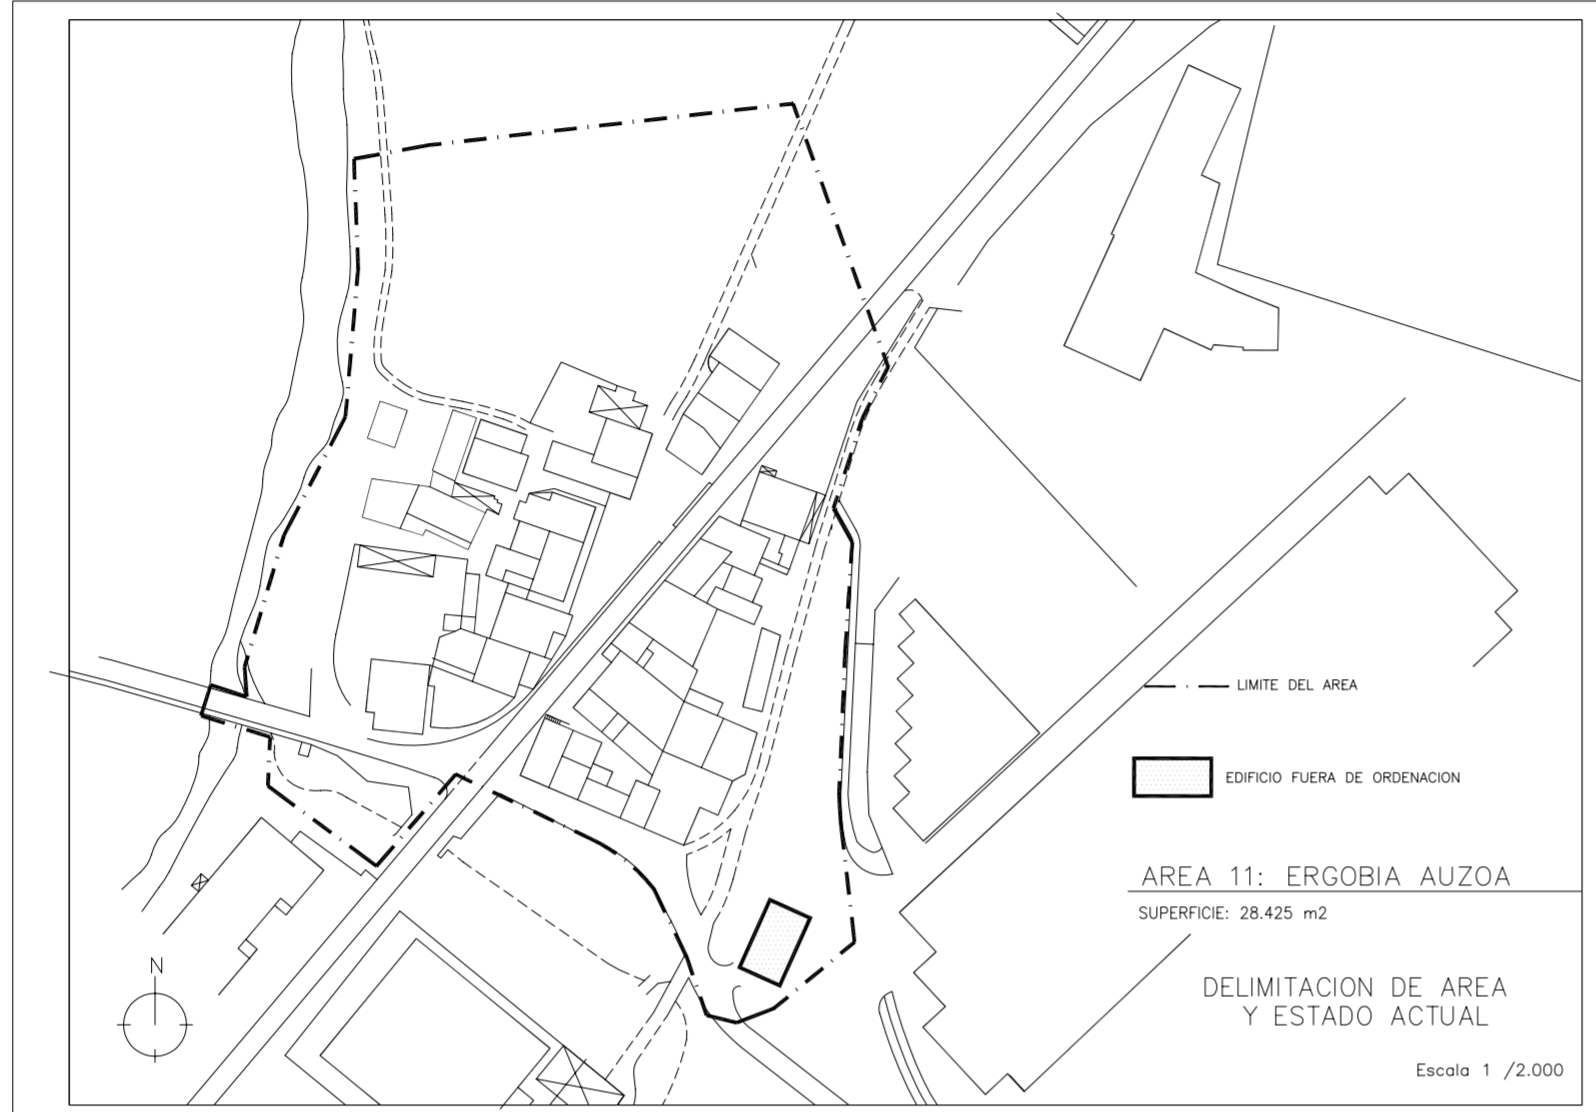 LIMITE DEL AREA
EDIFICIO FUERA DE ORDENACION
AREA 11: ERGOBIA AUZOA
SUPERFICIE: 28.425 m2
N
DELIMITACION DE AREA
Y ESTADO ACTUAL
Escala 1 /2.000